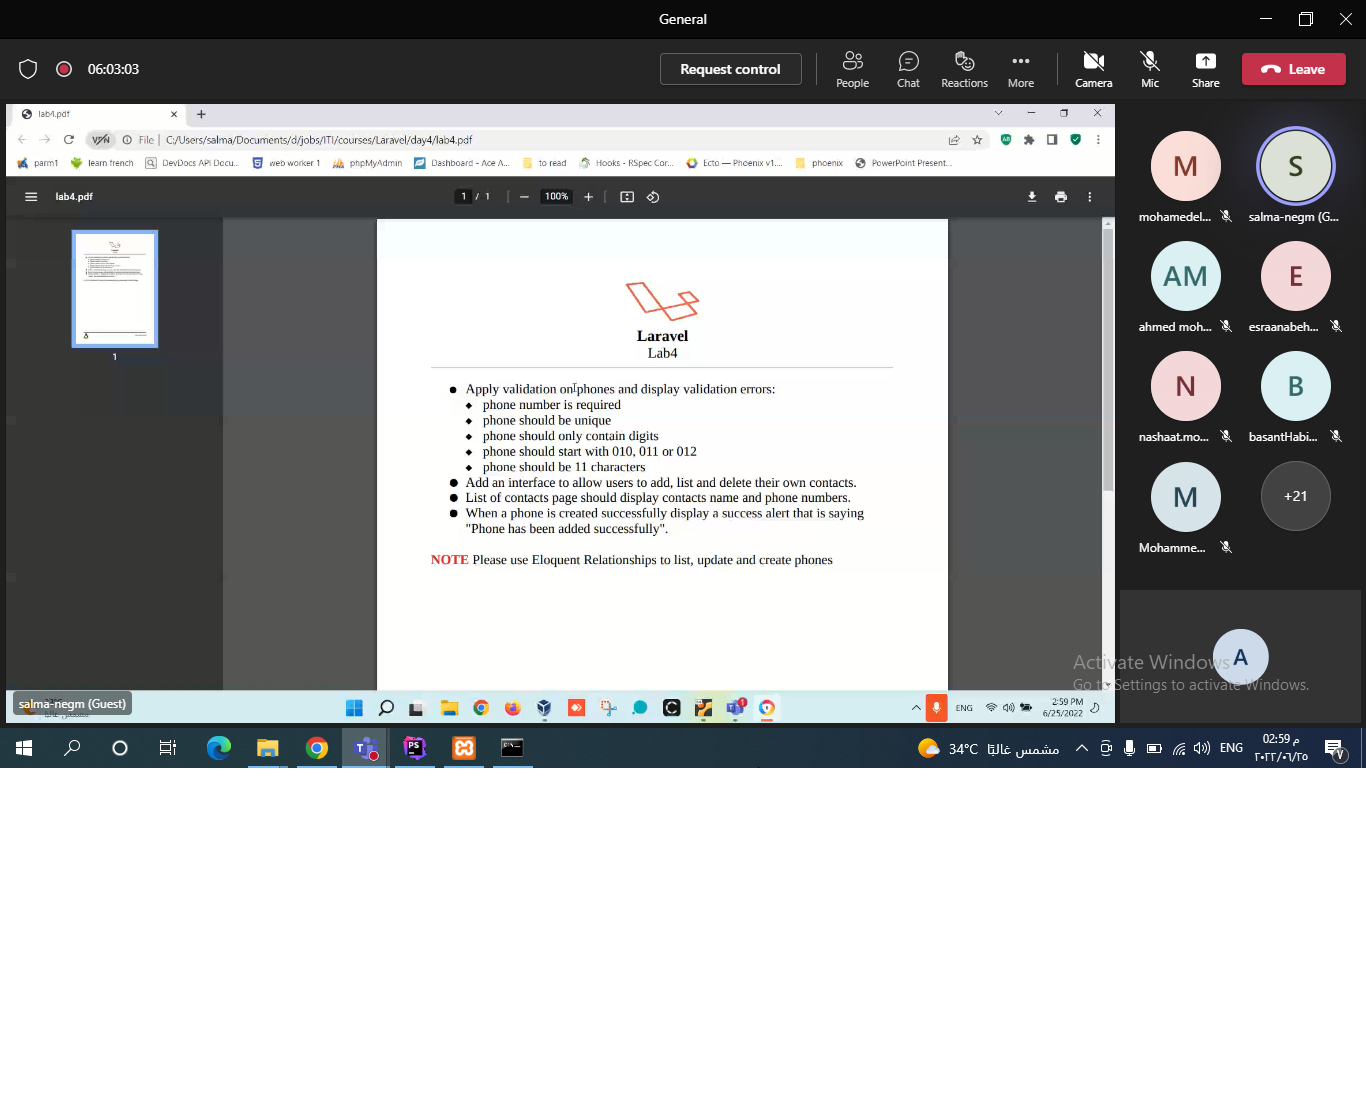 General
06:03:03
Request control
People
Chat
Reactions
More
Camera
Mic
Share
Leave
lab4.pdf
VPN
File
C:/Users/salma/Documents/d/jobs/ITI/courses/Laravel/day4/lab4.pdf
parm1
learn french
DevDocs API Docu...
web worker 1
phpMyAdmin
Dashboard - Ace A...
to read
Hooks - RSpec Cor...
Ecto — Phoenix v1....
phoenix
PowerPoint Present...
lab4.pdf
1 / 1
100%
1
Laravel
Lab4
Apply validation on phones and display validation errors:
phone number is required
phone should be unique
phone should only contain digits
phone should start with 010, 011 or 012
phone should be 11 characters
Add an interface to allow users to add, list and delete their own contacts.
List of contacts page should display contacts name and phone numbers.
When a phone is created successfully display a success alert that is saying
"Phone has been added successfully".
NOTE Please use Eloquent Relationships to list, update and create phones
M
mohamedel...
S
salma-negm (G...
AM
ahmed moh...
E
esraanabeh...
N
nashaat.mo...
B
basantHabi...
M
Mohamme...
+21
A
Activate Windows
Go to Settings to activate Windows.
salma-negm (Guest)
ENG
2:59 PM
6/25/2022
34°C
مشمس غالبًا
ENG
02:59 م
٢٠٢٢/٠٦/٢٥